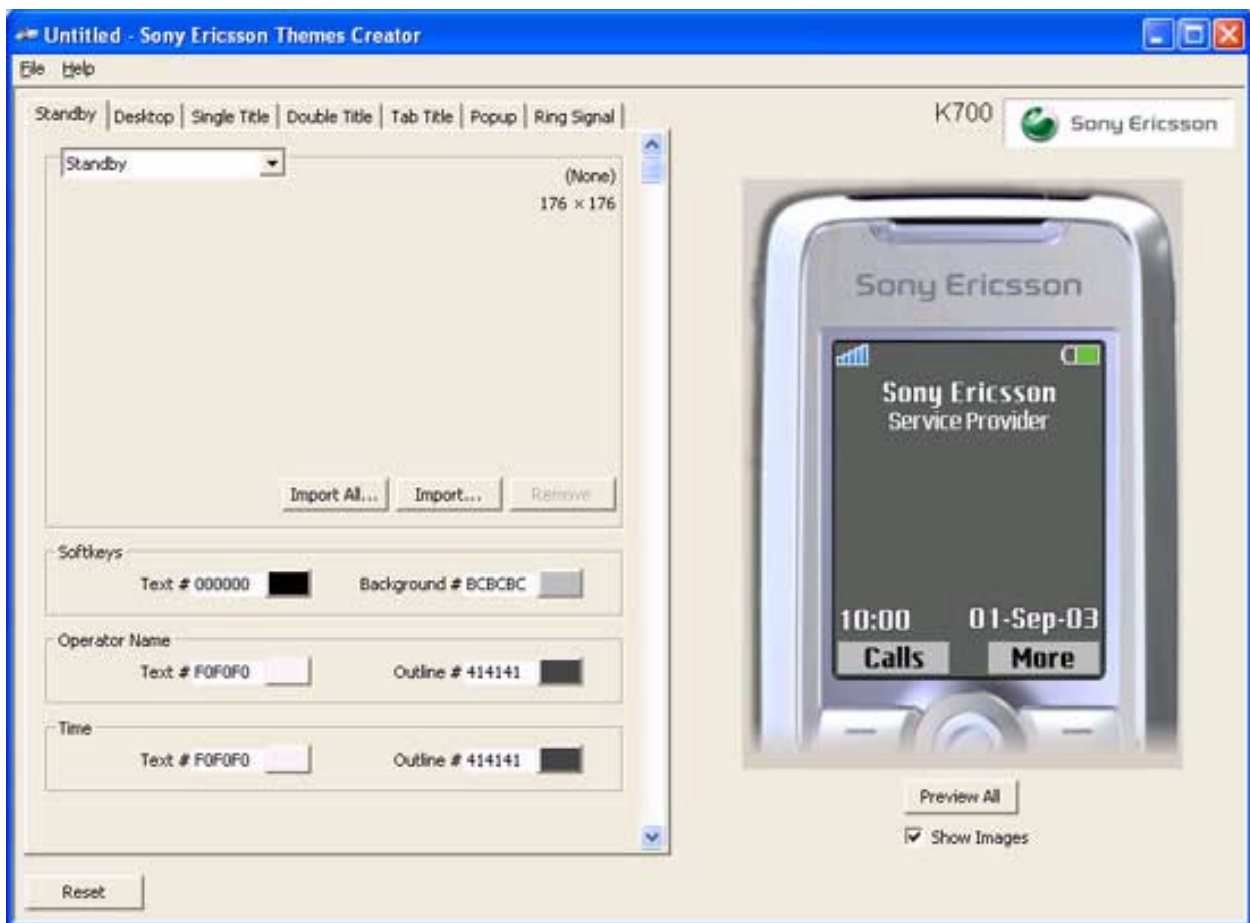 Untitled - Sony Ericsson Themes Creator
File Help
Standby Desktop Single Title Double Title Tab Title Popup Ring Signal
Standby
(None)
176 × 176
Import All... Import... Remove
Softkeys
Text # 000000 Background # BCBCBC
Operator Name
Text # F0F0F0 Outline # 414141
Time
Text # F0F0F0 Outline # 414141
Reset
K700 Sony Ericsson
Sony Ericsson
Sony Ericsson
Service Provider
10:00 01-Sep-03
Calls More
Preview All
Show Images